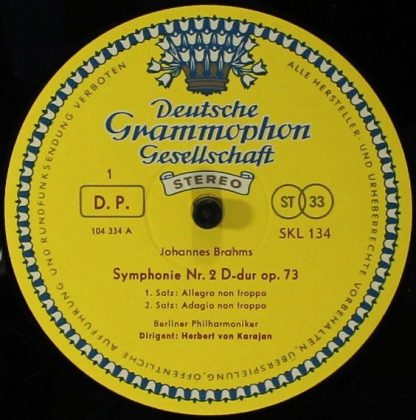 Deutsche
Grammophon
Gesellschaft
STEREO
1
D. P.
104 334 A
ST 33
SKL 134
Johannes Brahms
Symphonie Nr. 2 D-dur op. 73
1. Satz: Allegro non troppo
2. Satz: Adagio non troppo
Berliner Philharmoniker
Dirigent: Herbert von Karajan
ALLE HERSTELLER- UND URHEBERRECHTE VORBEHALTEN, ÜBERSPIELUNG, ÖFFENTLICHE AUFFÜHRUNG UND RUNDFUNKSENDUNG VERBOTEN